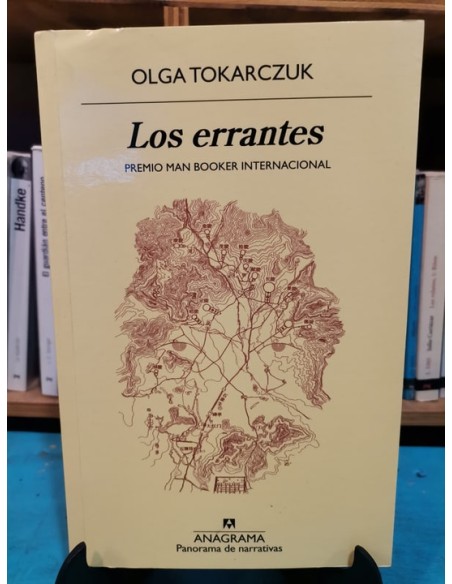 OLGA TOKARCZUK
Los errantes
PREMIO MAN BOOKER INTERNACIONAL
ANAGRAMA
Panorama de narrativas
Handke
El guardián entre el centeno